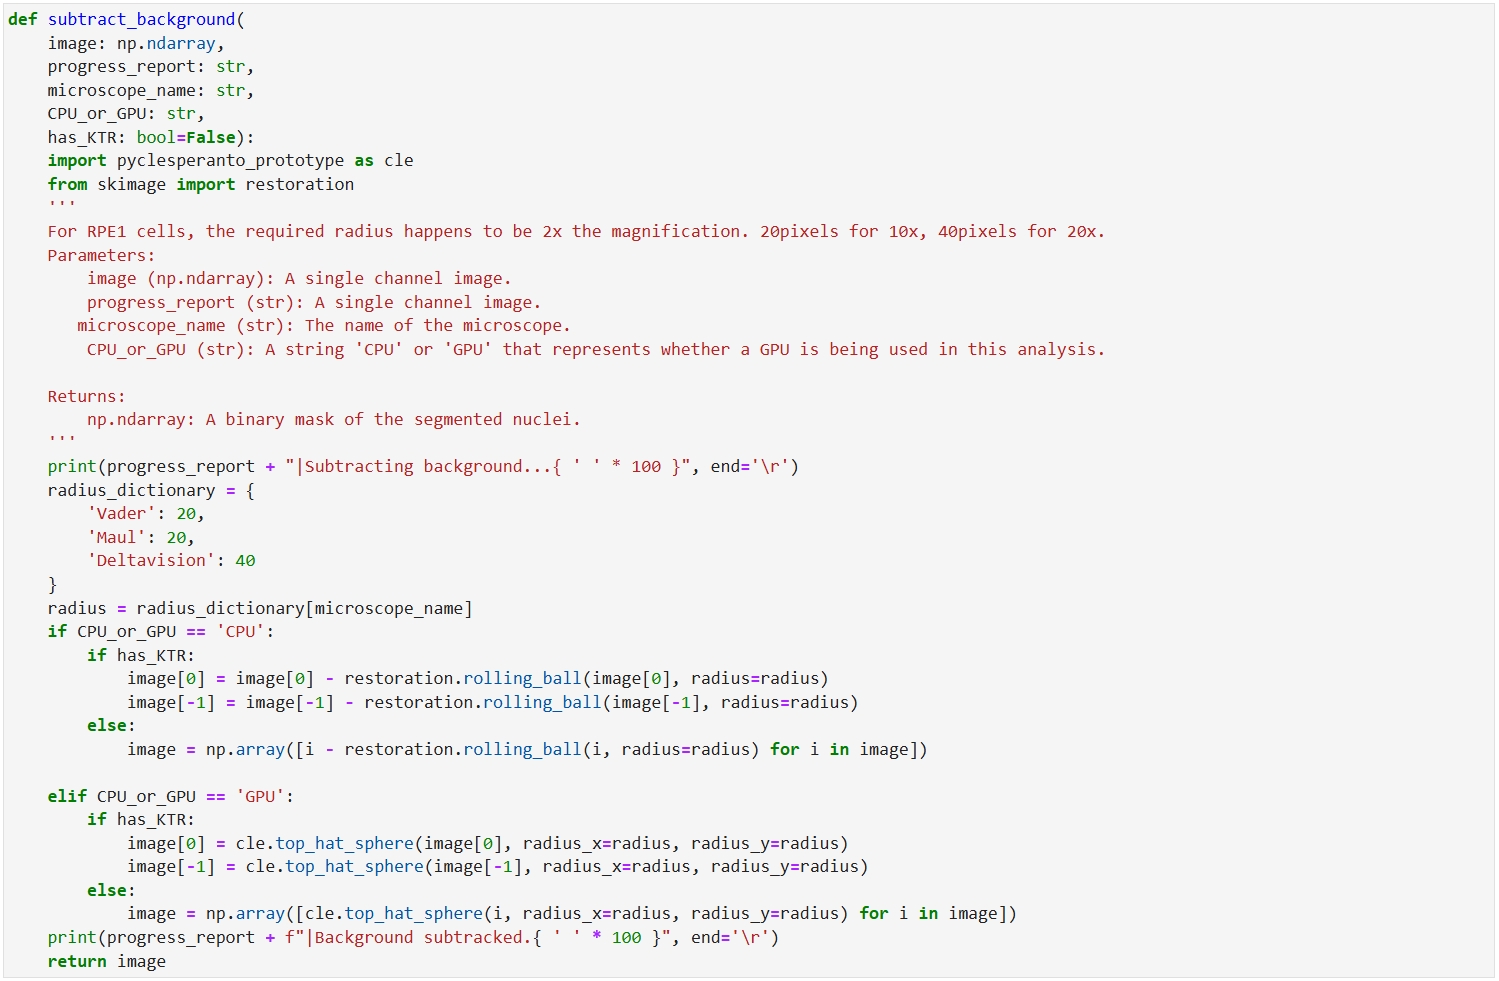 def subtract_background(
    image: np.ndarray,
    progress_report: str,
    microscope_name: str,
    CPU_or_GPU: str,
    has_KTR: bool=False):
    import pyclesperanto_prototype as cle
    from skimage import restoration
    '''
    For RPE1 cells, the required radius happens to be 2x the magnification. 20pixels for 10x, 40pixels for 20x.
    Parameters:
        image (np.ndarray): A single channel image.
        progress_report (str): A single channel image.
       microscope_name (str): The name of the microscope.
        CPU_or_GPU (str): A string 'CPU' or 'GPU' that represents whether a GPU is being used in this analysis.

    Returns:
        np.ndarray: A binary mask of the segmented nuclei.
    '''
    print(progress_report + "|Subtracting background...{ ' ' * 100 }", end='\r')
    radius_dictionary = {
        'Vader': 20,
        'Maul': 20,
        'Deltavision': 40
    }
    radius = radius_dictionary[microscope_name]
    if CPU_or_GPU == 'CPU':
        if has_KTR:
            image[0] = image[0] - restoration.rolling_ball(image[0], radius=radius)
            image[-1] = image[-1] - restoration.rolling_ball(image[-1], radius=radius)
        else:
            image = np.array([i - restoration.rolling_ball(i, radius=radius) for i in image])

    elif CPU_or_GPU == 'GPU':
        if has_KTR:
            image[0] = cle.top_hat_sphere(image[0], radius_x=radius, radius_y=radius)
            image[-1] = cle.top_hat_sphere(image[-1], radius_x=radius, radius_y=radius)
        else:
            image = np.array([cle.top_hat_sphere(i, radius_x=radius, radius_y=radius) for i in image])
    print(progress_report + f"|Background subtracted.{ ' ' * 100 }", end='\r')
    return image